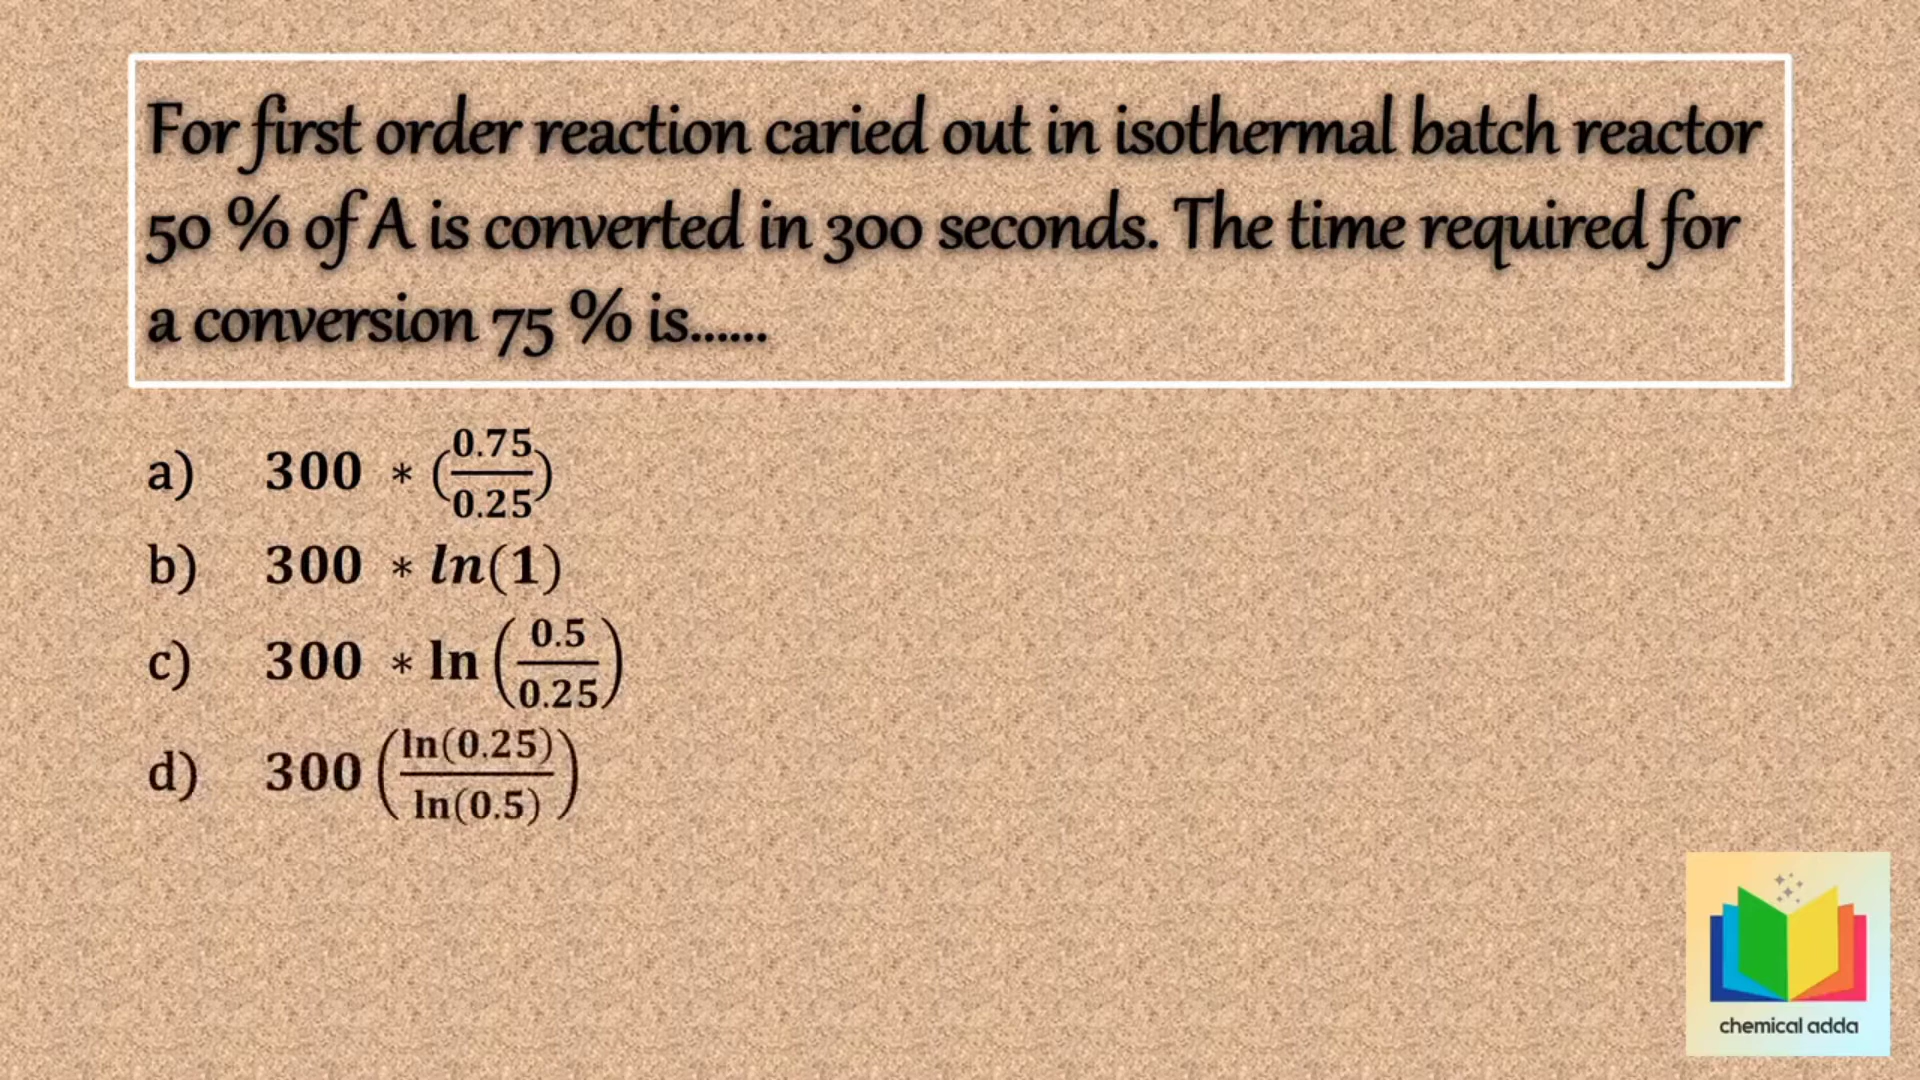 For first order reaction caried out in isothermal batch reactor
50 % of A is converted in 300 seconds. The time required for
a conversion 75 % is......
a) 300 * (0.75/0.25)
b) 300 * ln(1)
c) 300 * ln (0.5/0.25)
d) 300 (ln(0.25)/ln(0.5))
chemical adda